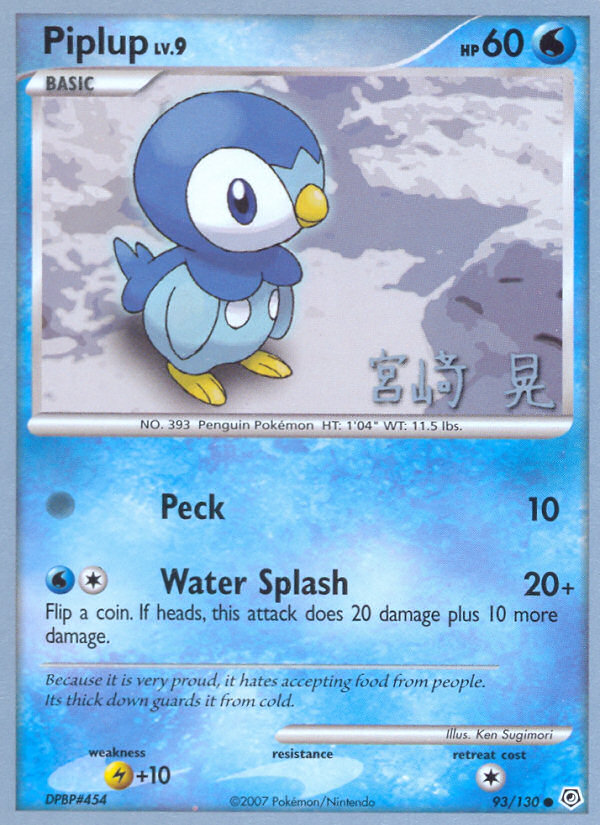 Piplup LV.9 HP 60
BASIC
宮崎 晃
NO. 393 Penguin Pokémon HT: 1'04" WT: 11.5 lbs.
Peck 10
Water Splash 20+
Flip a coin. If heads, this attack does 20 damage plus 10 more
damage.
Because it is very proud, it hates accepting food from people.
Its thick down guards it from cold.
Illus. Ken Sugimori
weakness resistance retreat cost
+10
DPBP#454 ©2007 Pokémon/Nintendo 93/130